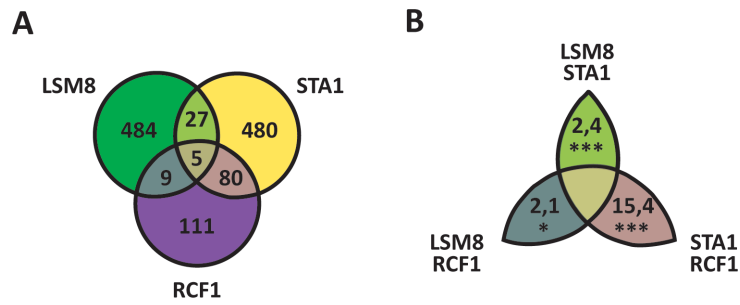 A
LSM8
STA1
484
27
480
5
9
80
111
RCF1
B
LSM8
STA1
2,4
***
2,1
*
15,4
***
LSM8
RCF1
STA1
RCF1